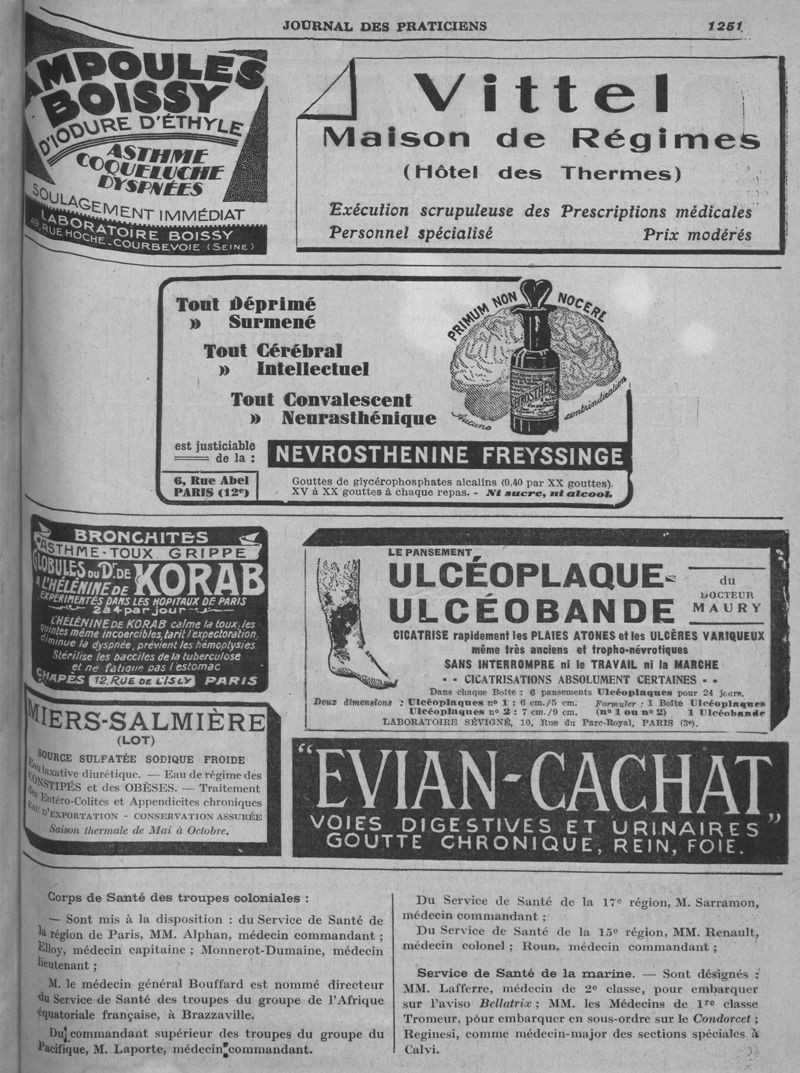 JOURNAL DES PRATICIENS 1251
AMPOULES
BOISSY
D'IODURE D'ÉTHYLE
ASTHME
COQUELUCHE
DYSPNÉES
SOULAGEMENT IMMÉDIAT
LABORATOIRE BOISSY
49, RUE HOCHE - COURBEVOIE (SEINE)
Vittel
Maison de Régimes
(Hôtel des Thermes)
Exécution scrupuleuse des Prescriptions médicales
Personnel spécialisé Prix modérés
Tout Déprimé
» Surmené
Tout Cérébral
» Intellectuel
Tout Convalescent
» Neurasthénique
PRIMUM NON NOCERE
Aucune contrindication
est justiciable
de la :
NEVROSTHENINE FREYSSINGE
6, Rue Abel
PARIS (12e)
Gouttes de glycérophosphates alcalins (0.40 par XX gouttes).
XV à XX gouttes à chaque repas. - Ni sucre, ni alcool.
BRONCHITES
ASTHME-TOUX GRIPPE
GLOBULES DU Dr. DE
À L'HÉLÉNINE DE KORAB
EXPÉRIMENTÉS DANS LES HOPITAUX DE PARIS
2 à 4 par jour
L'HÉLÉNINE DE KORAB calme la toux, les
quintes même incoercibles, tarit l'expectoration,
diminue la dyspnée, prévient les hémoptysies
Stérilise les bacilles de la tuberculose
et ne fatigue pas l'estomac
CHAPÈS 12, RUE DE L'ISLY PARIS
LE PANSEMENT
ULCÉOPLAQUE-
ULCÉOBANDE
du
DOCTEUR
MAURY
CICATRISE rapidement les PLAIES ATONES et les ULCÈRES VARIQUEUX
même très anciens et tropho-névrotiques
SANS INTERROMPRE ni le TRAVAIL ni la MARCHE
- - CICATRISATIONS ABSOLUMENT CERTAINES - -
Dans chaque Boîte : 6 pansements Ulcéoplaques pour 24 jours.
Deux dimensions : Ulcéoplaques n° 1 : 6 cm./5 cm. Formuler : 1 Boîte Ulcéoplaques
Ulcéoplaques n° 2 : 7 cm./9 cm. (n° 1 ou n° 2) 1 Ulcéobande
LABORATOIRE SÉVIGNÉ, 10, Rue du Parc-Royal, PARIS (3e).
MIERS-SALMIÈRE
(LOT)
SOURCE SULFATÉE SODIQUE FROIDE
Eau laxative diurétique. — Eau de régime des
CONSTIPÉS et des OBÈSES. — Traitement
des Entéro-Colites et Appendicites chroniques
EAU D'EXPORTATION - CONSERVATION ASSURÉE
Saison thermale de Mai à Octobre.
"EVIAN-CACHAT"
VOIES DIGESTIVES ET URINAIRES
GOUTTE CHRONIQUE, REIN, FOIE.
Corps de Santé des troupes coloniales :
— Sont mis à la disposition : du Service de Santé de
la région de Paris, MM. Alphan, médecin commandant ;
Elloy, médecin capitaine ; Monnerot-Dumaine, médecin
lieutenant ;
M. le médecin général Bouffard est nommé directeur
du Service de Santé des troupes du groupe de l'Afrique
équatoriale française, à Brazzaville.
Du commandant supérieur des troupes du groupe du
Pacifique, M. Laporte, médecin commandant.
Du Service de Santé de la 17e région, M. Sarramon,
médecin commandant ;
Du Service de Santé de la 15e région, MM. Renault,
médecin colonel ; Roun, médecin commandant ;
Service de Santé de la marine. — Sont désignés :
MM. Lafferre, médecin de 2e classe, pour embarquer
sur l'aviso Bellatrix ; MM. les Médecins de 1re classe
Tromeur, pour embarquer en sous-ordre sur le Condorcet ;
Reginesi, comme médecin-major des sections spéciales à
Calvi.